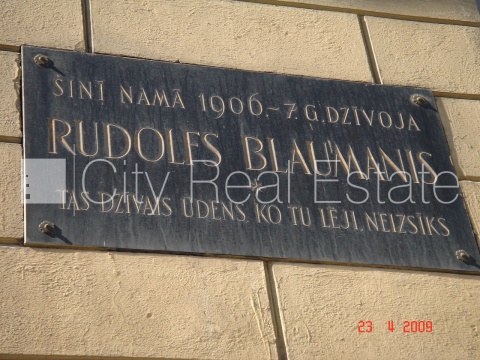 ŠINĪ NAMĀ 1906.-7. G. DZĪVOJA
RUDOLFS BLAUMANIS
City Real Estate
TAS DZĪVAIS ŪDENS KO TU LĒJI, NEIZSĪKS
23 4 2009